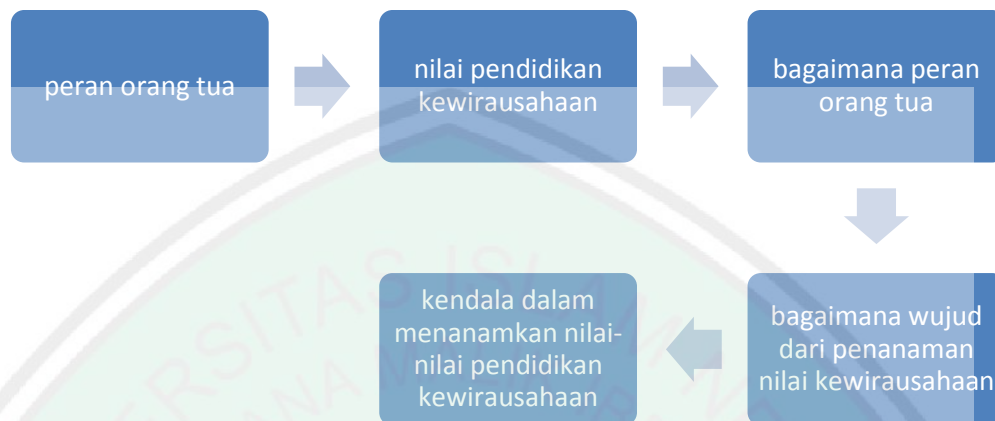 peran orang tua
nilai pendidikan
kewirausahaan
bagaimana peran
orang tua
bagaimana wujud
dari penanaman
nilai kewirausahaan
kendala dalam
menanamkan nilai-
nilai pendidikan
kewirausahaan